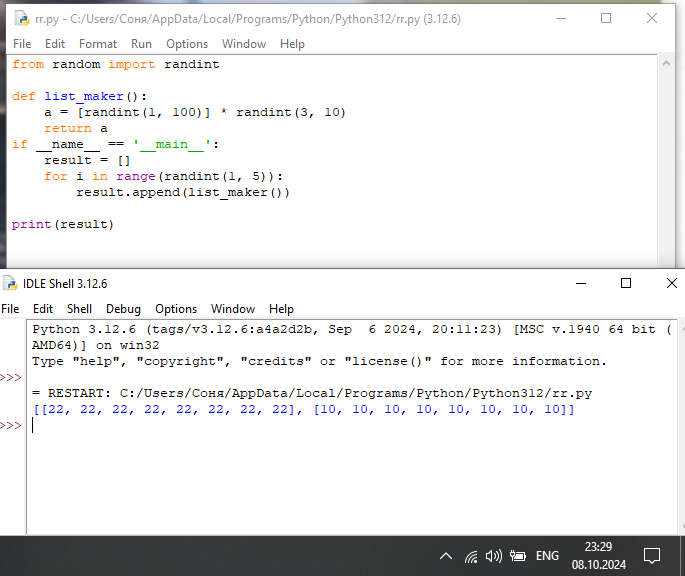 rr.py - C:/Users/Соня/AppData/Local/Programs/Python/Python312/rr.py (3.12.6)
File Edit Format Run Options Window Help
from random import randint

def list_maker():
    a = [randint(1, 100)] * randint(3, 10)
    return a
if __name__ == '__main__':
    result = []
    for i in range(randint(1, 5)):
        result.append(list_maker())

print(result)
IDLE Shell 3.12.6
File Edit Shell Debug Options Window Help
Python 3.12.6 (tags/v3.12.6:a4a2d2b, Sep  6 2024, 20:11:23) [MSC v.1940 64 bit (
AMD64)] on win32
Type "help", "copyright", "credits" or "license()" for more information.
>>>
= RESTART: C:/Users/Соня/AppData/Local/Programs/Python/Python312/rr.py
[[22, 22, 22, 22, 22, 22, 22, 22], [10, 10, 10, 10, 10, 10, 10, 10]]
>>>
ENG
23:29
08.10.2024